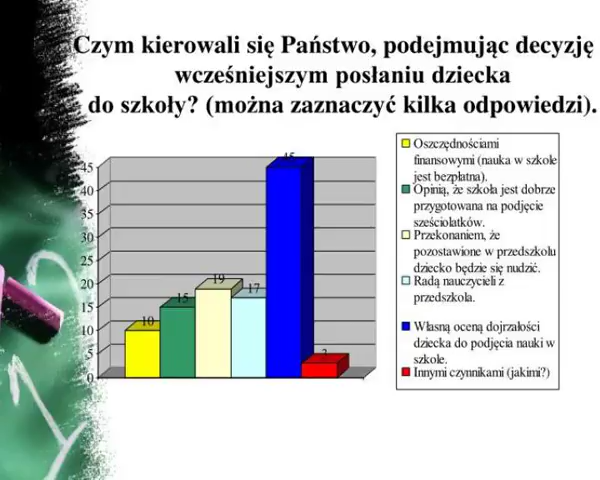 Czym kierowali się Państwo, podejmując decyzję
wcześniejszym posłaniu dziecka
do szkoły? (można zaznaczyć kilka odpowiedzi).
45
40
35
30
25
20
15
10
5
0
10
15
19
17
45
3
Oszczędnościami
finansowymi (nauka w szkole
jest bezpłatna).
Opinią, że szkoła jest dobrze
przygotowana na podjęcie
sześciolatków.
Przekonaniem, że
pozostawione w przedszkolu
dziecko będzie się nudzić.
Radą nauczycieli z
przedszkola.
Własną oceną dojrzałości
dziecka do podjęcia nauki w
szkole.
Innymi czynnikami (jakimi?)